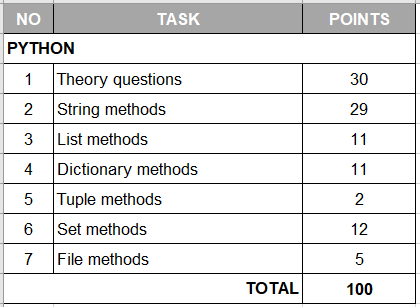 NO TASK POINTS
PYTHON
1 Theory questions 30
2 String methods 29
3 List methods 11
4 Dictionary methods 11
5 Tuple methods 2
6 Set methods 12
7 File methods 5
TOTAL 100